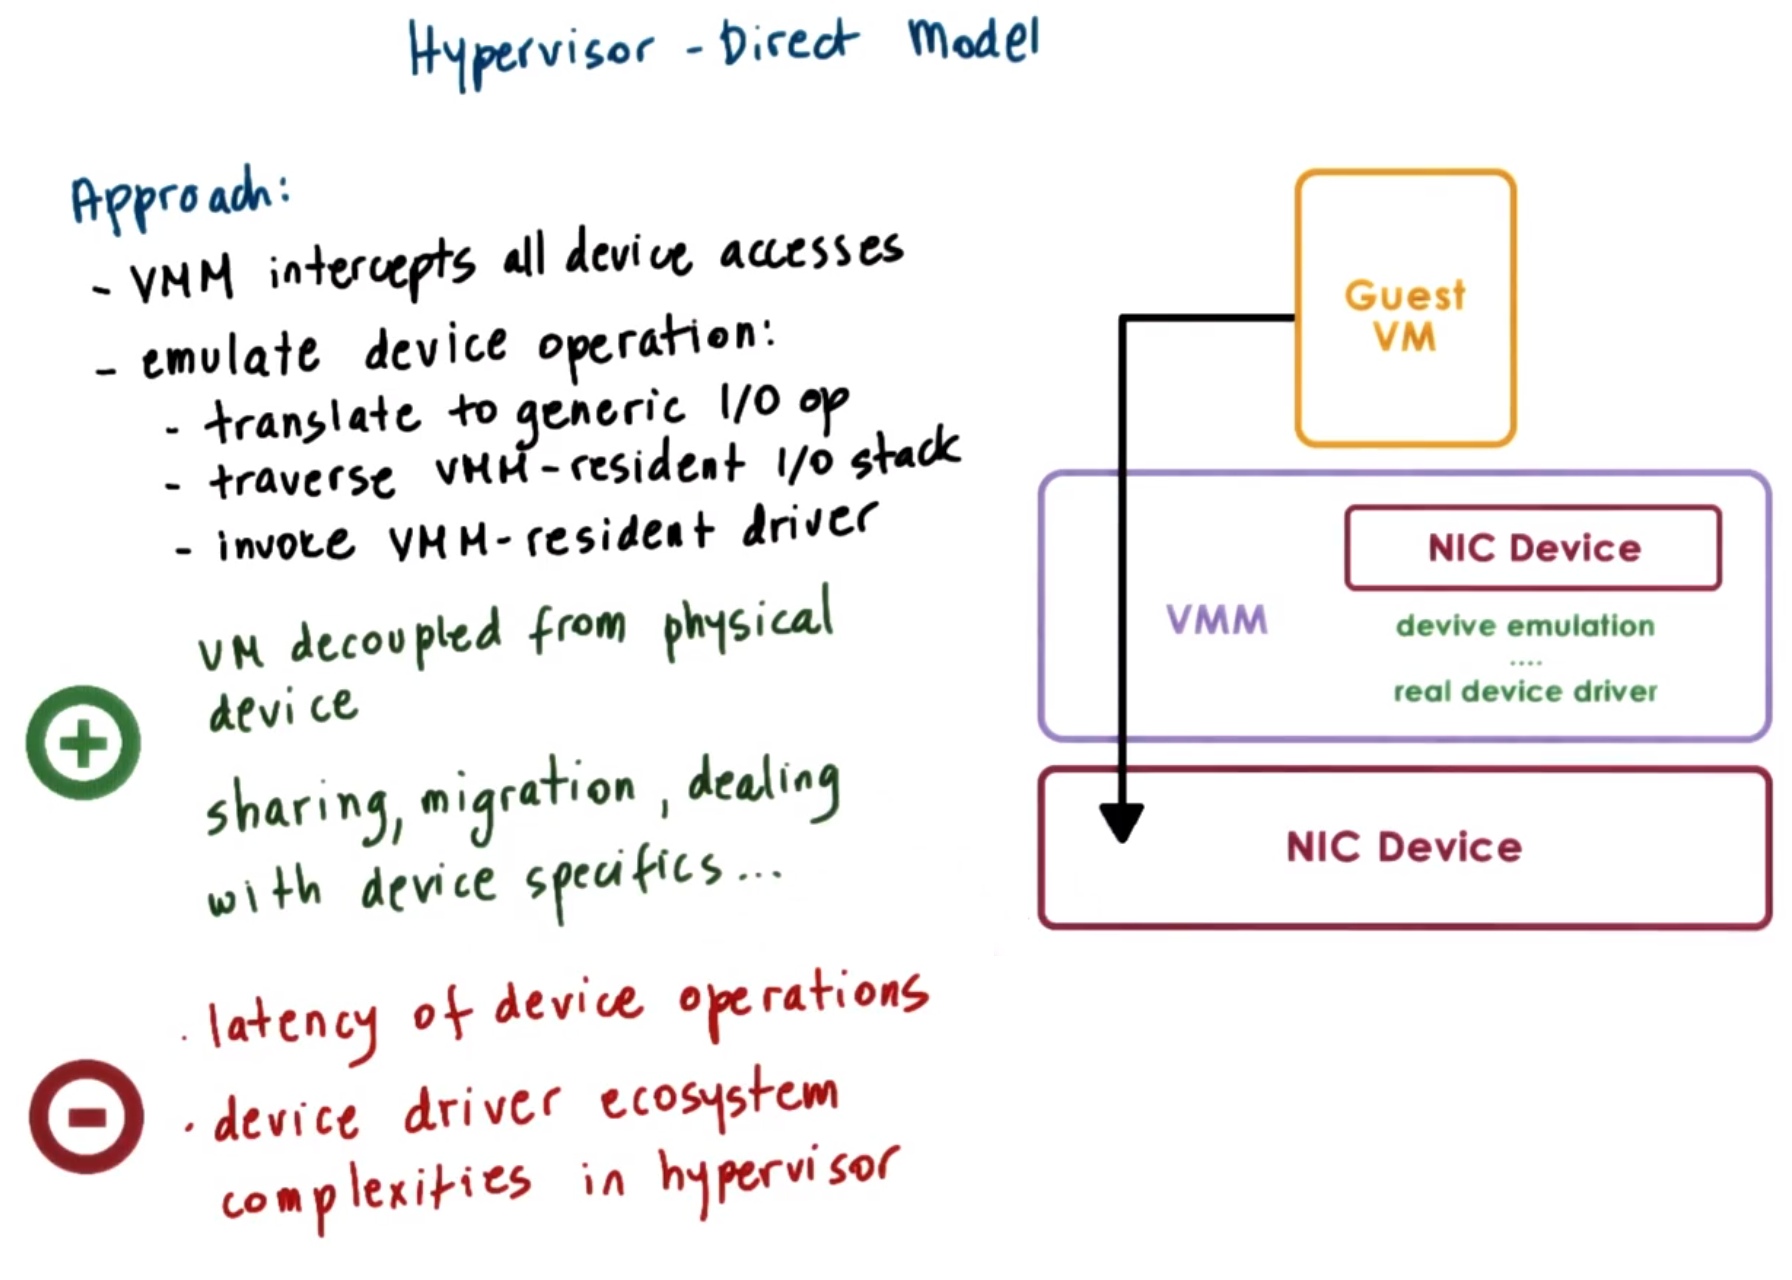 Hypervisor - Direct Model
Approach:
- VMM intercepts all device accesses
- emulate device operation:
- translate to generic I/O op
- traverse VMM-resident I/O stack
- invoke VMM-resident driver
VM decoupled from physical
device
sharing, migration, dealing
with device specifics...
· latency of device operations
· device driver ecosystem
complexities in hypervisor
Guest
VM
NIC Device
VMM
devive emulation
....
real device driver
NIC Device